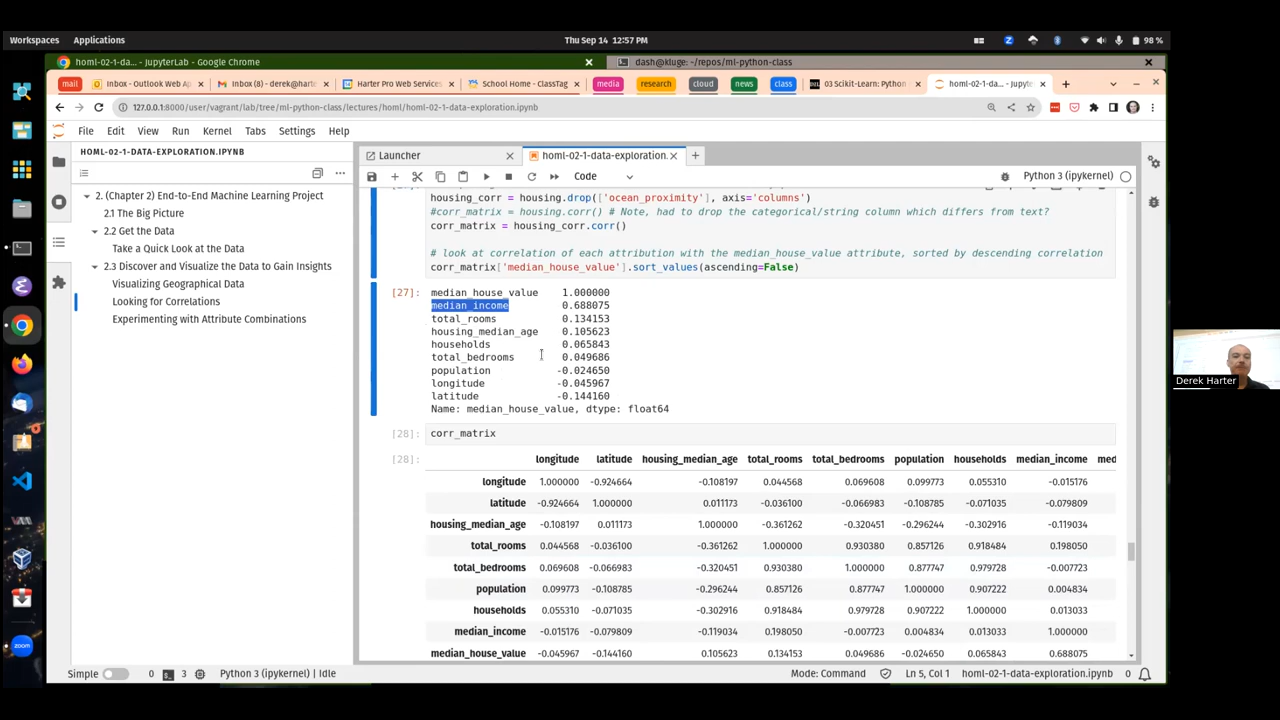 Workspaces Applications Thu Sep 14 12:57 PM 98 %
homl-02-1-data-exploration.ipynb - JupyterLab - Google Chrome
dash@kluge: ~/repos/ml-python-class
mail Inbox - Outlook Web Ap Inbox (8) - derek@harte Harter Pro Web Services School Home - ClassTag media research cloud news class 03 Scikit-Learn: Python homl-02-1-data-explorati
127.0.0.1:8000/user/vagrant/lab/tree/ml-python-class/lectures/homl/homl-02-1-data-exploration.ipynb
File Edit View Run Kernel Tabs Settings Help
HOML-02-1-DATA-EXPLORATION.IPYNB
2. (Chapter 2) End-to-End Machine Learning Project
2.1 The Big Picture
2.2 Get the Data
Take a Quick Look at the Data
2.3 Discover and Visualize the Data to Gain Insights
Visualizing Geographical Data
Looking for Correlations
Experimenting with Attribute Combinations
Launcher
homl-02-1-data-exploration.
Code Python 3 (ipykernel)
housing_corr = housing.drop(['ocean_proximity'], axis='columns')
#corr_matrix = housing.corr() # Note, had to drop the categorical/string column which differs from text?
corr_matrix = housing_corr.corr()
# look at correlation of each attribution with the median_house_value attribute, sorted by descending correlation
corr_matrix['median_house_value'].sort_values(ascending=False)
[27]: median_house_value 1.000000
median_income 0.688075
total_rooms 0.134153
housing_median_age 0.105623
households 0.065843
total_bedrooms 0.049686
population -0.024650
longitude -0.045967
latitude -0.144160
Name: median_house_value, dtype: float64
[28]: corr_matrix
[28]: longitude latitude housing_median_age total_rooms total_bedrooms population households median_income med
longitude 1.000000 -0.924664 -0.108197 0.044568 0.069608 0.099773 0.055310 -0.015176
latitude -0.924664 1.000000 0.011173 -0.036100 -0.066983 -0.108785 -0.071035 -0.079809
housing_median_age -0.108197 0.011173 1.000000 -0.361262 -0.320451 -0.296244 -0.302916 -0.119034
total_rooms 0.044568 -0.036100 -0.361262 1.000000 0.930380 0.857126 0.918484 0.198050
total_bedrooms 0.069608 -0.066983 -0.320451 0.930380 1.000000 0.877747 0.979728 -0.007723
population 0.099773 -0.108785 -0.296244 0.857126 0.877747 1.000000 0.907222 0.004834
households 0.055310 -0.071035 -0.302916 0.918484 0.979728 0.907222 1.000000 0.013033
median_income -0.015176 -0.079809 -0.119034 0.198050 -0.007723 0.004834 0.013033 1.000000
median_house_value -0.045967 -0.144160 0.105623 0.134153 0.049686 -0.024650 0.065843 0.688075
Simple 0 3 Python 3 (ipykernel) | Idle Mode: Command Ln 5, Col 1 homl-02-1-data-exploration.ipynb 0
Derek Harter